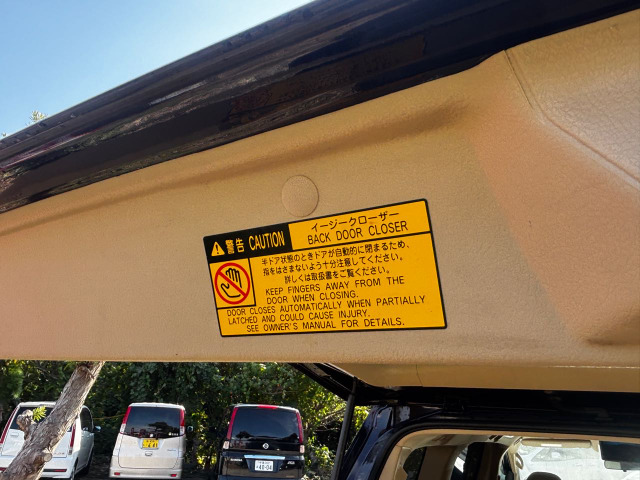 警告 CAUTION
イージークローザー
BACK DOOR CLOSER
半ドア状態のときドアが自動的に閉まるため、
指をはさまないよう十分注意してください。
詳しくは取扱書をご覧ください。
KEEP FINGERS AWAY FROM THE
DOOR WHEN CLOSING.
DOOR CLOSES AUTOMATICALLY WHEN PARTIALLY
LATCHED AND COULD CAUSE INJURY.
SEE OWNER'S MANUAL FOR DETAILS.